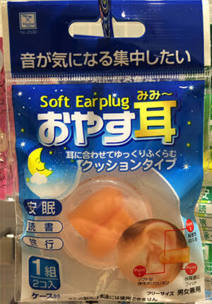 音が気になる集中したい
Soft Earplug
みみ～
おやす耳
耳に合わせてゆっくりふくらむ
クッションタイプ
安眠
読書
旅行
1組
2コ入
ケース付
フリーサイズ 男女兼用